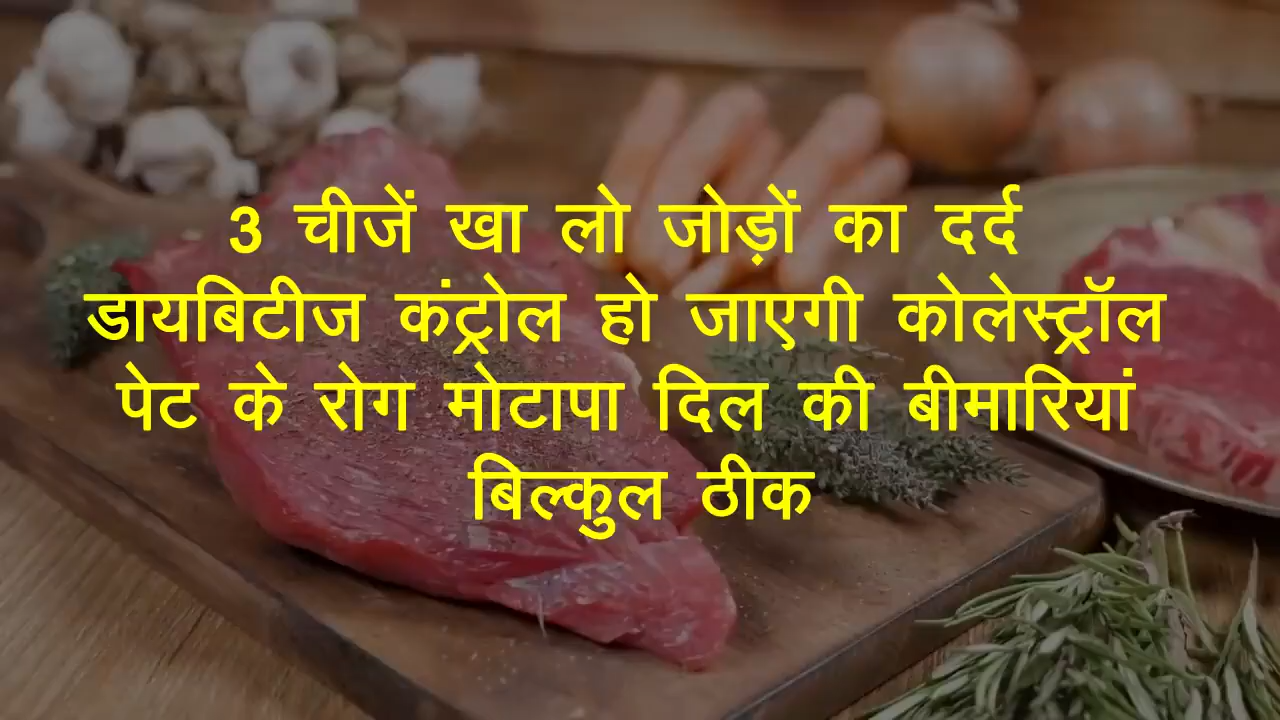 3 चीजें खा लो जोड़ों का दर्द
डायबिटीज कंट्रोल हो जाएगी कोलेस्ट्रॉल
पेट के रोग मोटापा दिल की बीमारियां
बिल्कुल ठीक